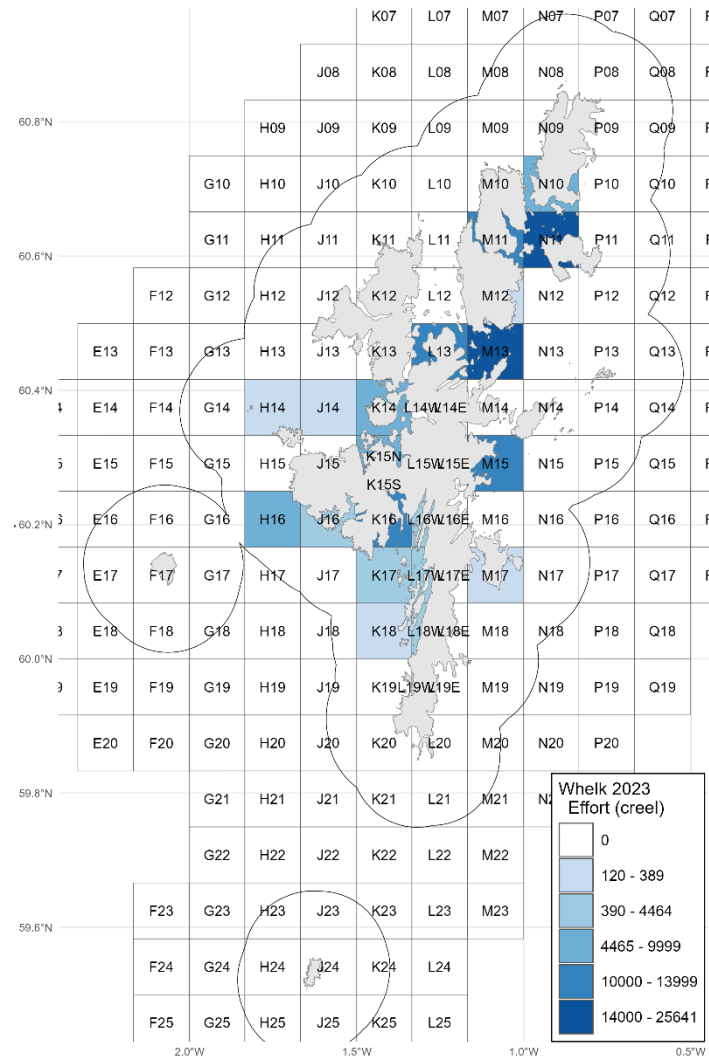 K07 L07 M07 N07 P07 Q07
J08 K08 L08 M08 N08 P08 Q08
60.8°N
H09 J09 K09 L09 M09 N09 P09 Q09
G10 H10 J10 K10 L10 M10 N10 P10 Q10
G11 H11 J11 K11 L11 M11 N11 P11 Q11
60.6°N
F12 G12 H12 J12 K12 L12 M12 N12 P12 Q12
E13 F13 G13 H13 J13 K13 L13 M13 N13 P13 Q13
60.4°N
E14 F14 G14 H14 J14 K14 L14W L14E M14 N14 P14 Q14
E15 F15 G15 H15 J15 K15N L15W L15E M15 N15 P15 Q15
K15S
60.2°N
E16 F16 G16 H16 J16 K16 L16W L16E M16 N16 P16 Q16
E17 F17 G17 H17 J17 K17 L17W L17E M17 N17 P17 Q17
E18 F18 G18 H18 J18 K18 L18W L18E M18 N18 P18 Q18
60.0°N
E19 F19 G19 H19 J19 K19 L19W L19E M19 N19 P19 Q19
E20 F20 G20 H20 J20 K20 L20 M20 N20 P20
59.8°N
G21 H21 J21 K21 L21 M21
G22 H22 J22 K22 L22 M22
F23 G23 H23 J23 K23 L23 M23
59.6°N
F24 G24 H24 J24 K24 L24
F25 G25 H25 J25 K25 L25
2.0°W 1.5°W 1.0°W 0.5°W
Whelk 2023
Effort (creel)
0
120 - 389
390 - 4464
4465 - 9999
10000 - 13999
14000 - 25641